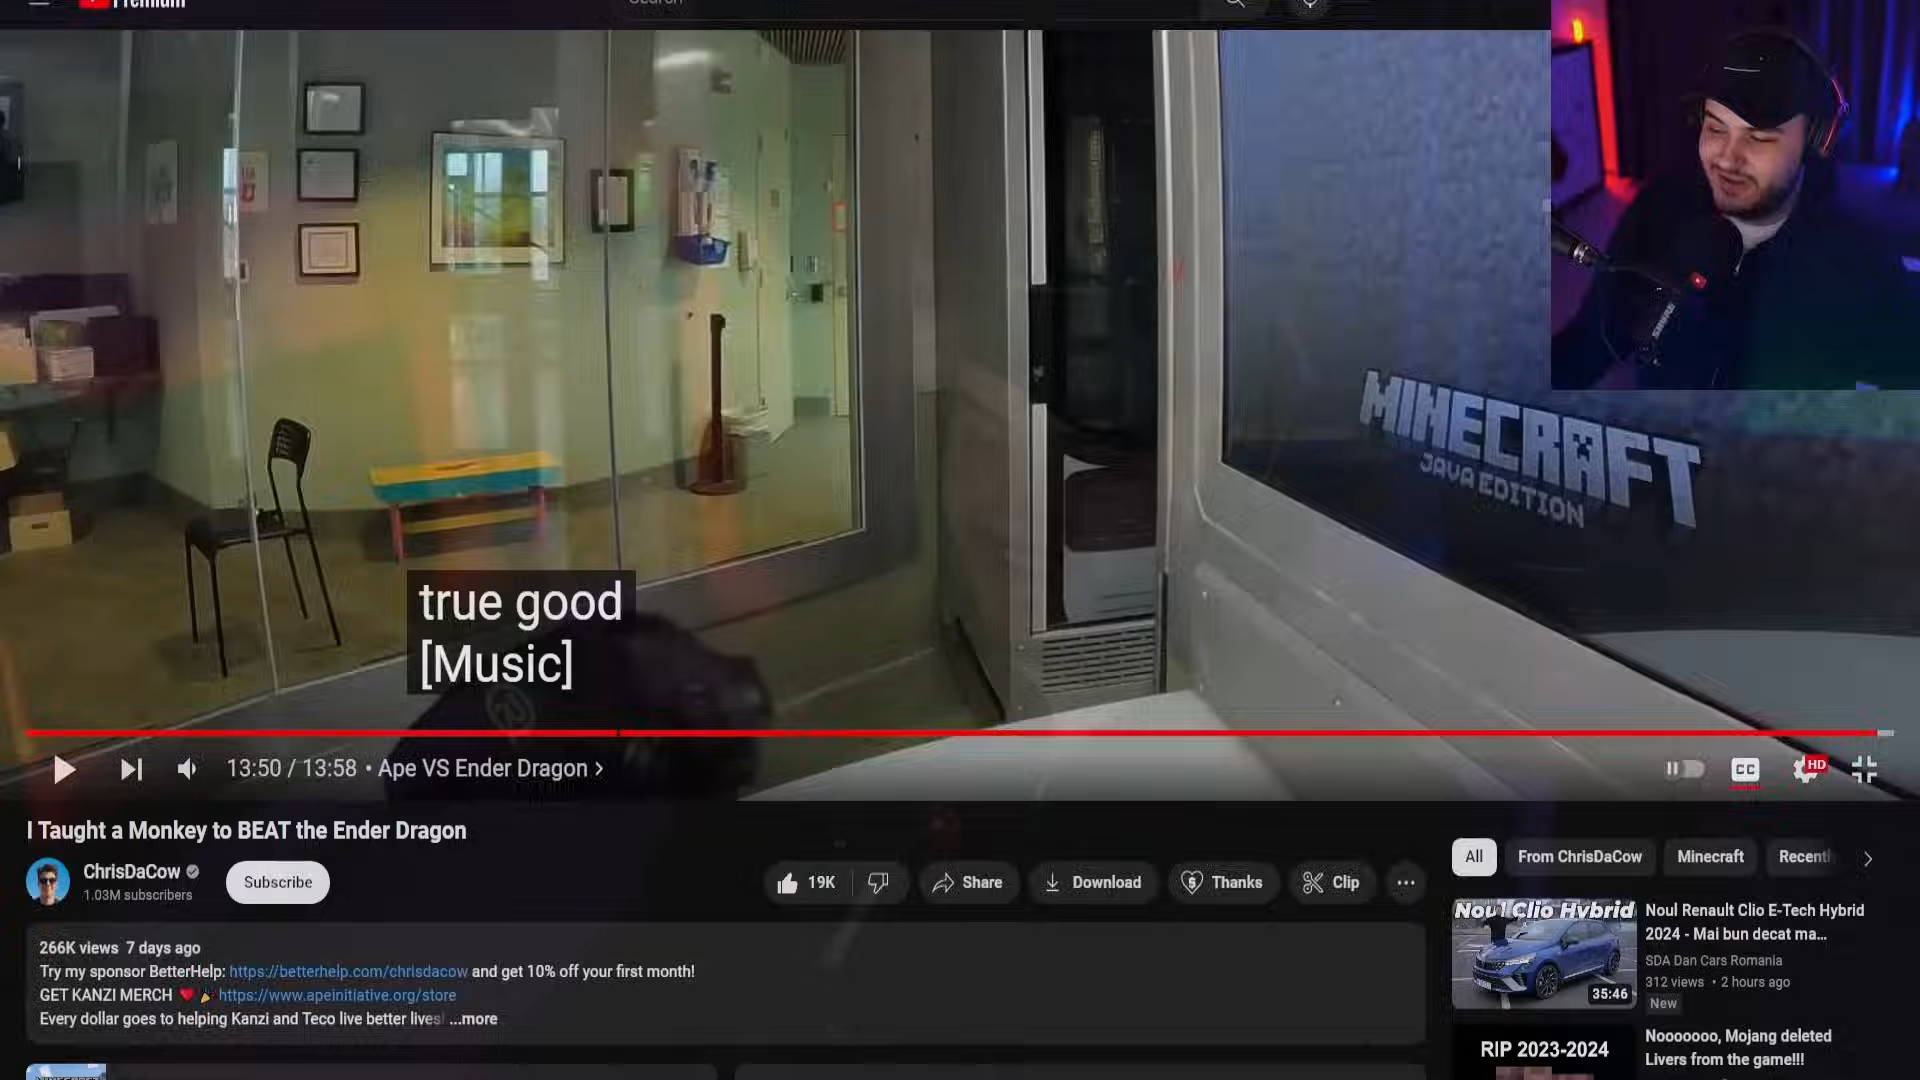 Premium
Search
MINECRAFT
JAVA EDITION
true good
[Music]
13:50 / 13:58 • Ape VS Ender Dragon >
CC
HD
I Taught a Monkey to BEAT the Ender Dragon
ChrisDaCow
1.03M subscribers
Subscribe
19K
Share
Download
Thanks
Clip
266K views 7 days ago
Try my sponsor BetterHelp: https://betterhelp.com/chrisdacow and get 10% off your first month!
GET KANZI MERCH ❤️🎉 https://www.apeinitiative.org/store
Every dollar goes to helping Kanzi and Teco live better lives! ...more
All
From ChrisDaCow
Minecraft
Recentl
Noul Clio Hybrid
35:46
Noul Renault Clio E-Tech Hybrid
2024 - Mai bun decat ma...
SDA Dan Cars Romania
312 views • 2 hours ago
New
RIP 2023-2024
Nooooooo, Mojang deleted
Livers from the game!!!